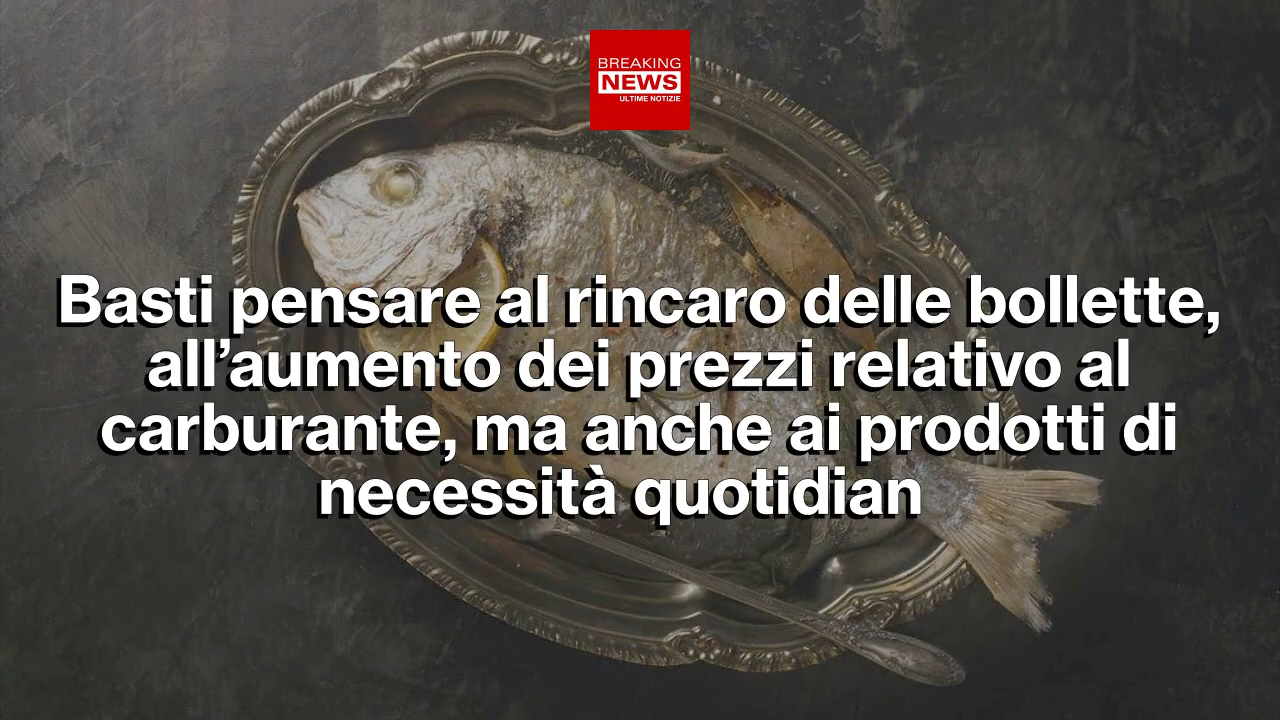 BREAKING
NEWS
ULTIME NOTIZIE
Basti pensare al rincaro delle bollette,
all’aumento dei prezzi relativo al
carburante, ma anche ai prodotti di
necessità quotidian